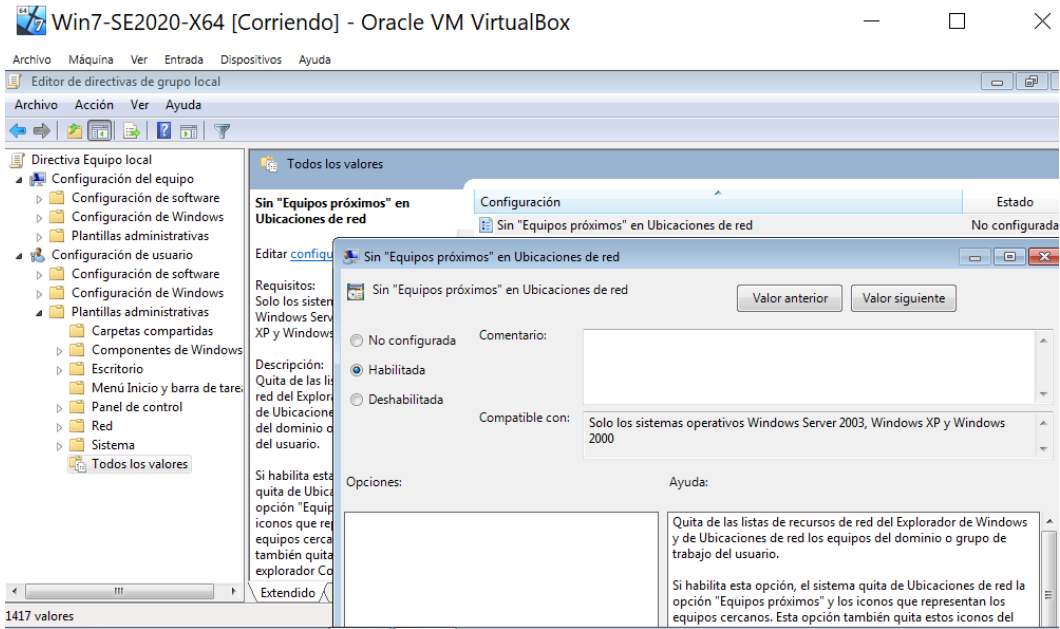 Win7-SE2020-X64 [Corriendo] - Oracle VM VirtualBox
Archivo Máquina Ver Entrada Dispositivos Ayuda
Editor de directivas de grupo local
Archivo Acción Ver Ayuda
Directiva Equipo local
Configuración del equipo
Configuración de software
Configuración de Windows
Plantillas administrativas
Configuración de usuario
Configuración de software
Configuración de Windows
Plantillas administrativas
Carpetas compartidas
Componentes de Windows
Escritorio
Menú Inicio y barra de tare
Panel de control
Red
Sistema
Todos los valores
Todos los valores
Sin "Equipos próximos" en
Ubicaciones de red
Editar configu
Requisitos:
Solo los sisten
Windows Serv
XP y Windows
Descripción:
Quita de las lis
red del Explora
de Ubicacione
del dominio o
del usuario.
Si habilita esta
quita de Ubica
opción "Equip
iconos que rep
equipos cerca
también quita
explorador Co
Extendido
Configuración Estado
Sin "Equipos próximos" en Ubicaciones de red No configurada
Sin "Equipos próximos" en Ubicaciones de red
Sin "Equipos próximos" en Ubicaciones de red
Valor anterior Valor siguiente
No configurada
Habilitada
Deshabilitada
Comentario:
Compatible con:
Solo los sistemas operativos Windows Server 2003, Windows XP y Windows
2000
Opciones:
Ayuda:
Quita de las listas de recursos de red del Explorador de Windows
y de Ubicaciones de red los equipos del dominio o grupo de
trabajo del usuario.
Si habilita esta opción, el sistema quita de Ubicaciones de red la
opción "Equipos próximos" y los iconos que representan los
equipos cercanos. Esta opción también quita estos iconos del
1417 valores